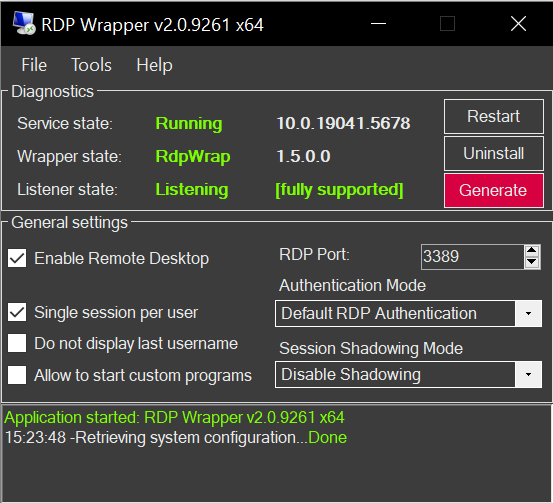 RDP Wrapper v2.0.9261 x64
File Tools Help
Diagnostics
Service state: Running 10.0.19041.5678 Restart
Wrapper state: RdpWrap 1.5.0.0 Uninstall
Listener state: Listening [fully supported] Generate
General settings
Enable Remote Desktop RDP Port: 3389
Authentication Mode
Single session per user Default RDP Authentication
Do not display last username Session Shadowing Mode
Allow to start custom programs Disable Shadowing
Application started: RDP Wrapper v2.0.9261 x64
15:23:48 -Retrieving system configuration...Done